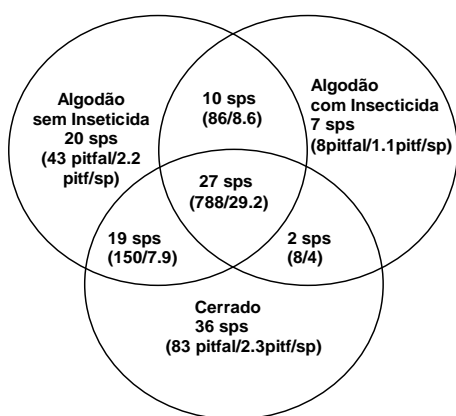 Algodão
sem Inseticida
20 sps
(43 pitfal/2.2
pitf/sp)
10 sps
(86/8.6)
Algodão
com Insecticida
7 sps
(8pitfal/1.1pitf/sp)
27 sps
(788/29.2)
19 sps
(150/7.9)
2 sps
(8/4)
Cerrado
36 sps
(83 pitfal/2.3pitf/sp)